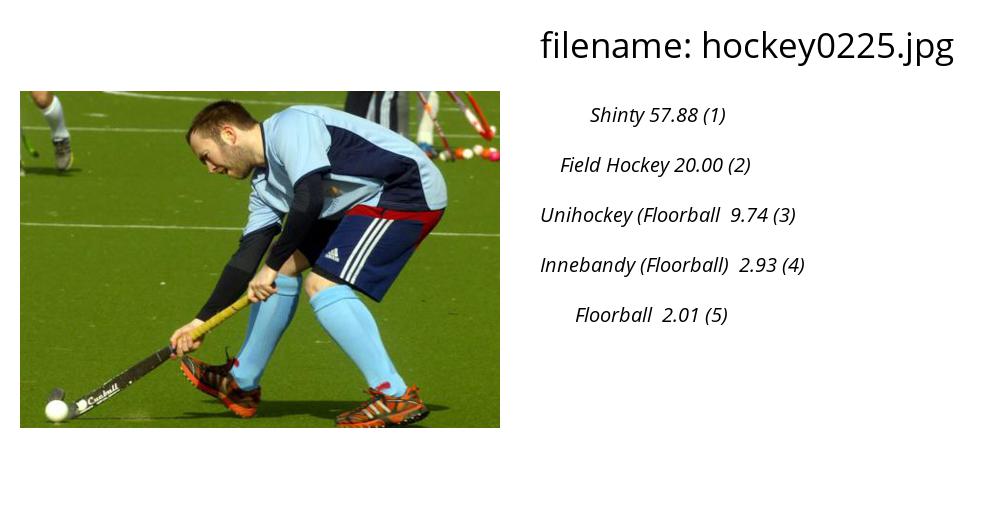 filename: hockey0225.jpg
Shinty 57.88 (1)
Field Hockey 20.00 (2)
Unihockey (Floorball 9.74 (3)
Innebandy (Floorball) 2.93 (4)
Floorball 2.01 (5)